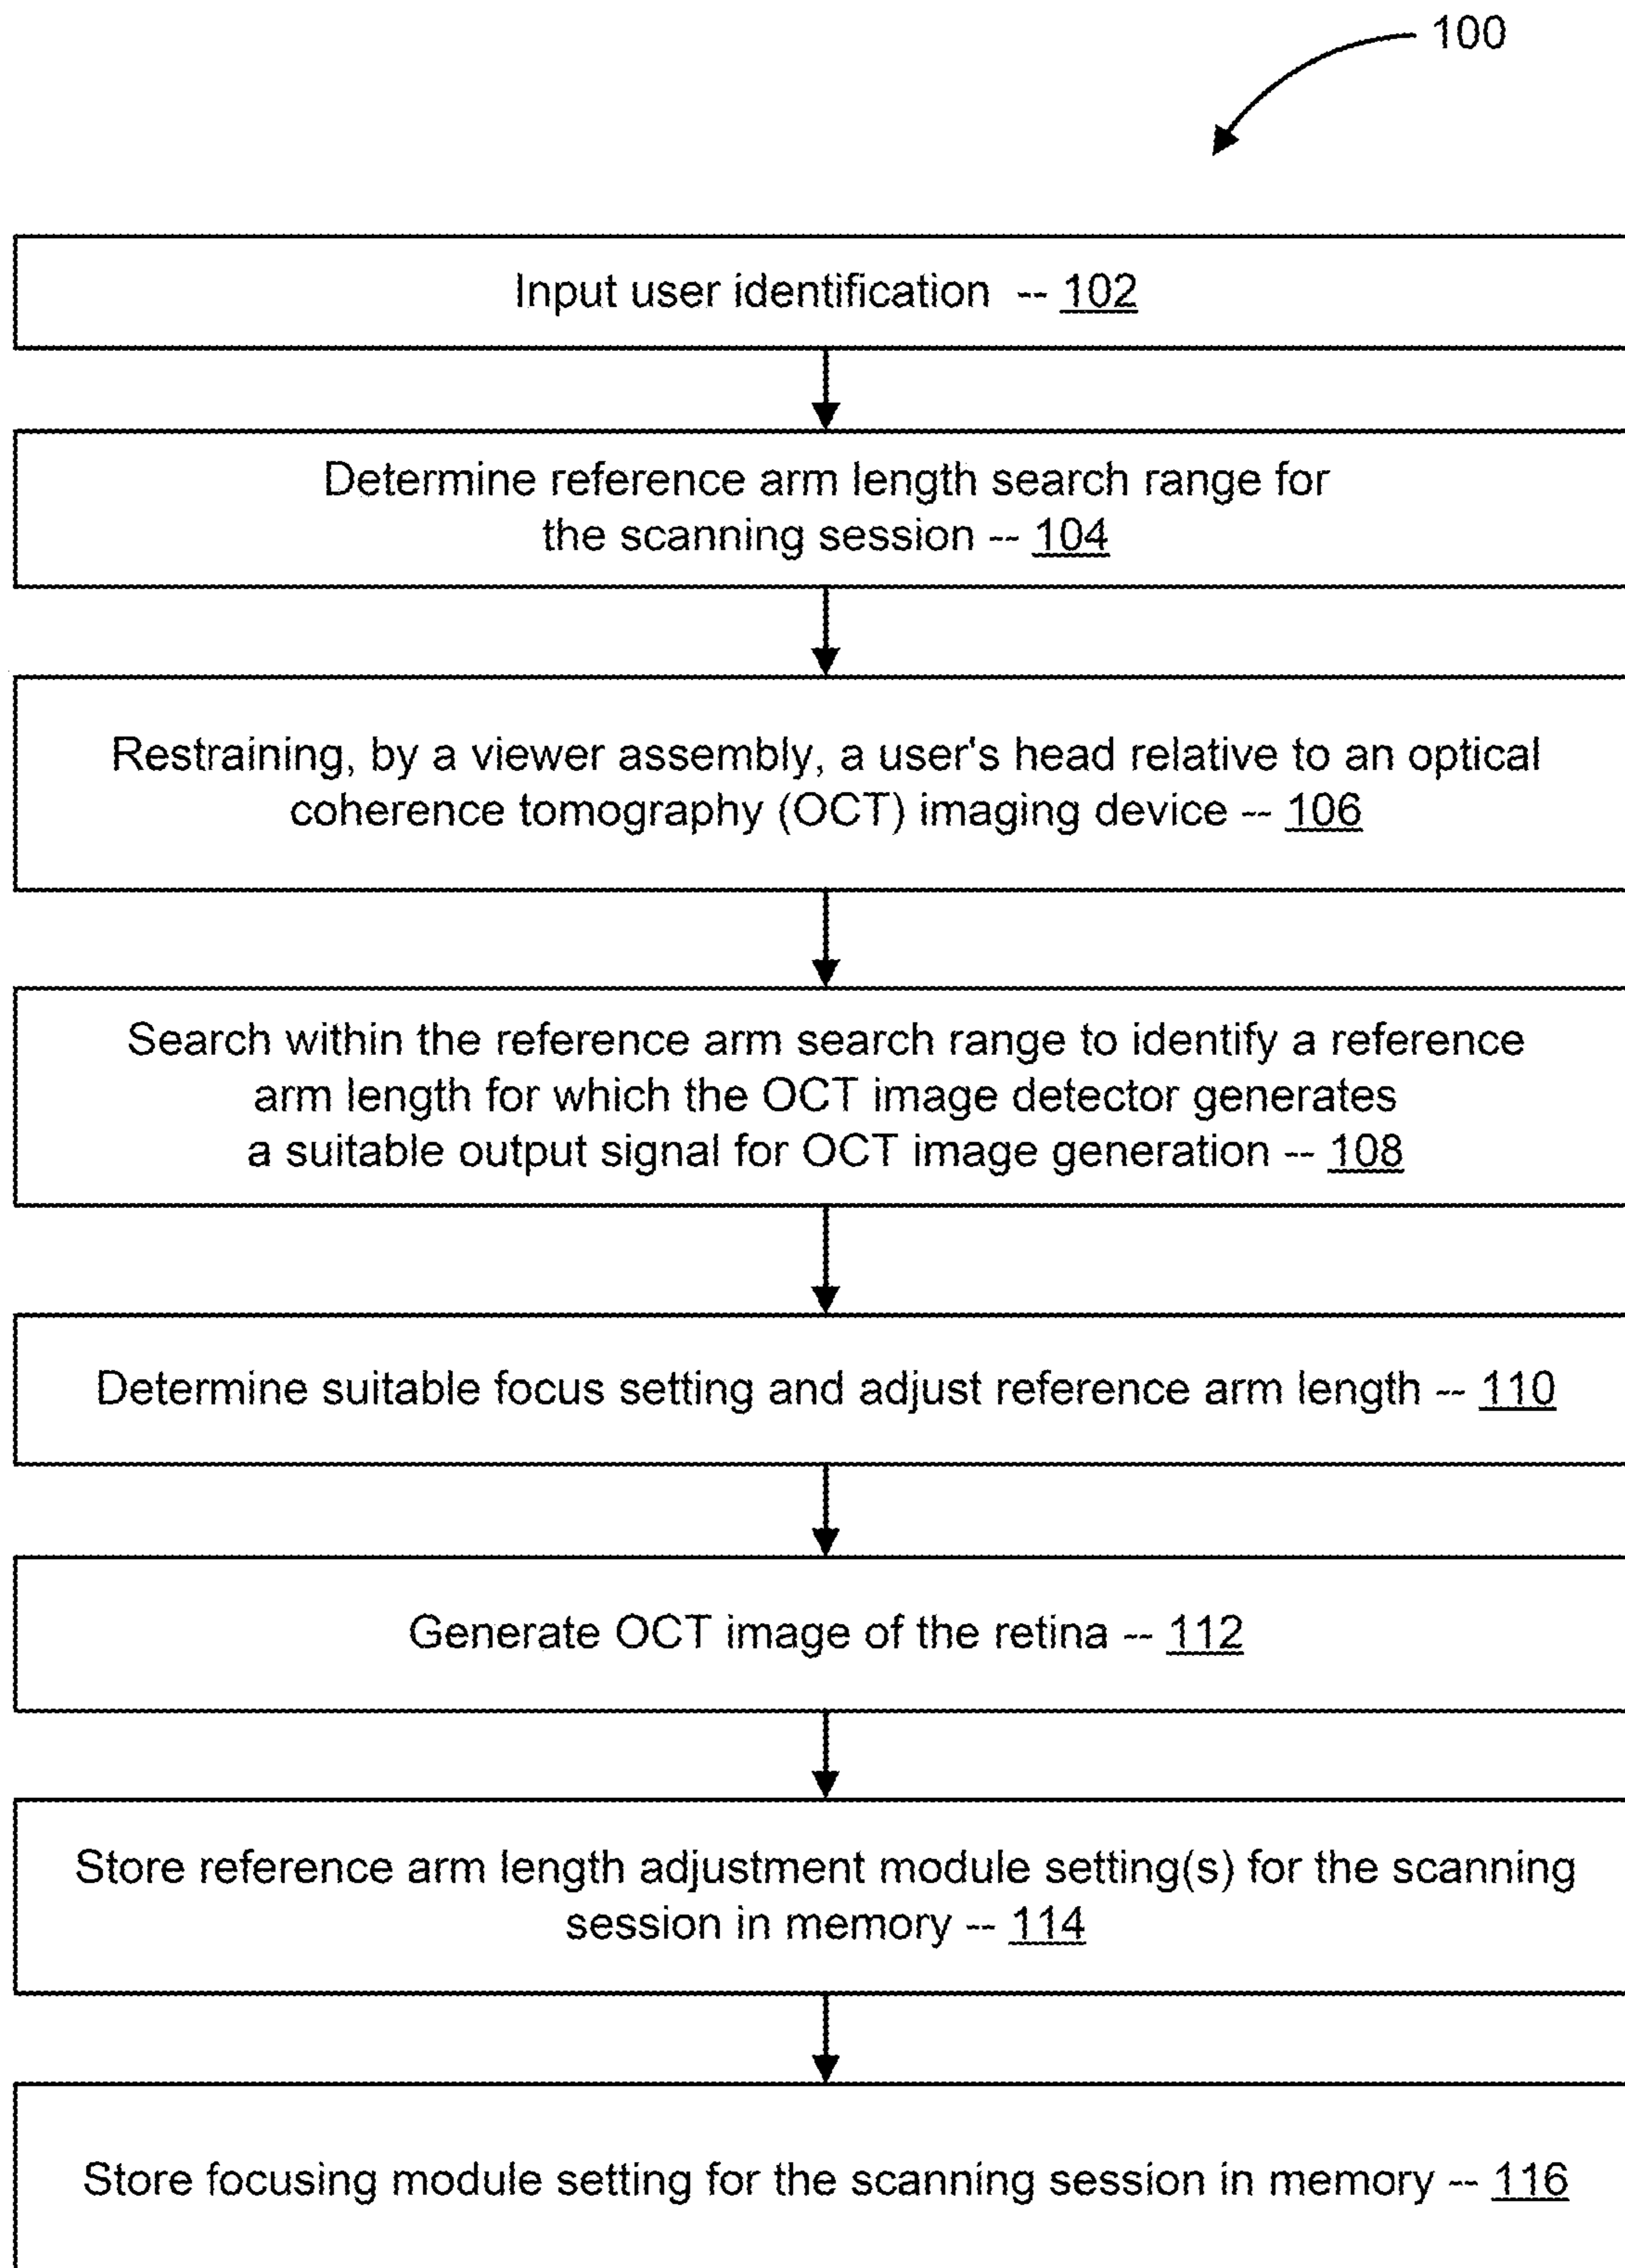 100
Input user identification -- 102
Determine reference arm length search range for
the scanning session -- 104
Restraining, by a viewer assembly, a user's head relative to an optical
coherence tomography (OCT) imaging device -- 106
Search within the reference arm search range to identify a reference
arm length for which the OCT image detector generates
a suitable output signal for OCT image generation -- 108
Determine suitable focus setting and adjust reference arm length -- 110
Generate OCT image of the retina -- 112
Store reference arm length adjustment module setting(s) for the scanning
session in memory -- 114
Store focusing module setting for the scanning session in memory -- 116